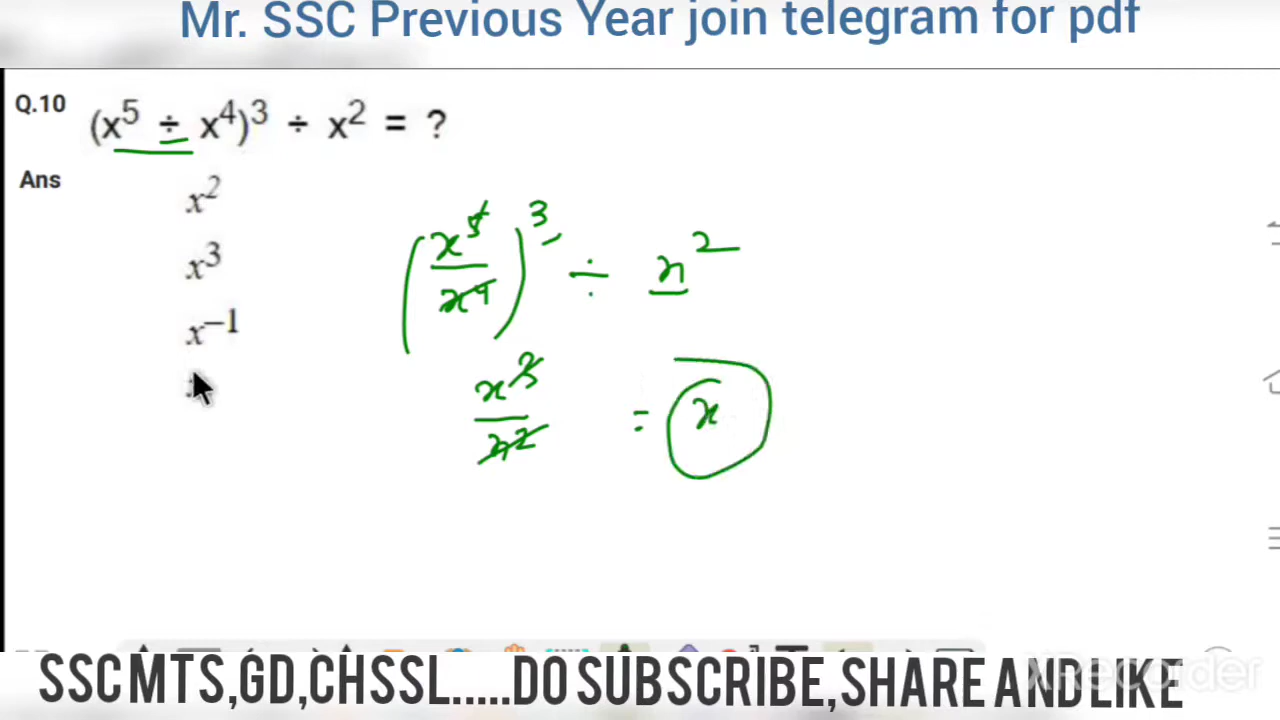 Mr. SSC Previous Year join telegram for pdf
Q.10 (x⁵ ÷ x⁴)³ ÷ x² = ?
Ans
x²
x³
x⁻¹
(x⁵/x⁴)³ ÷ x²
x³/x² = x
XRecorder
SSC MTS,GD,CHSSL.....DO SUBSCRIBE, SHARE AND LIKE